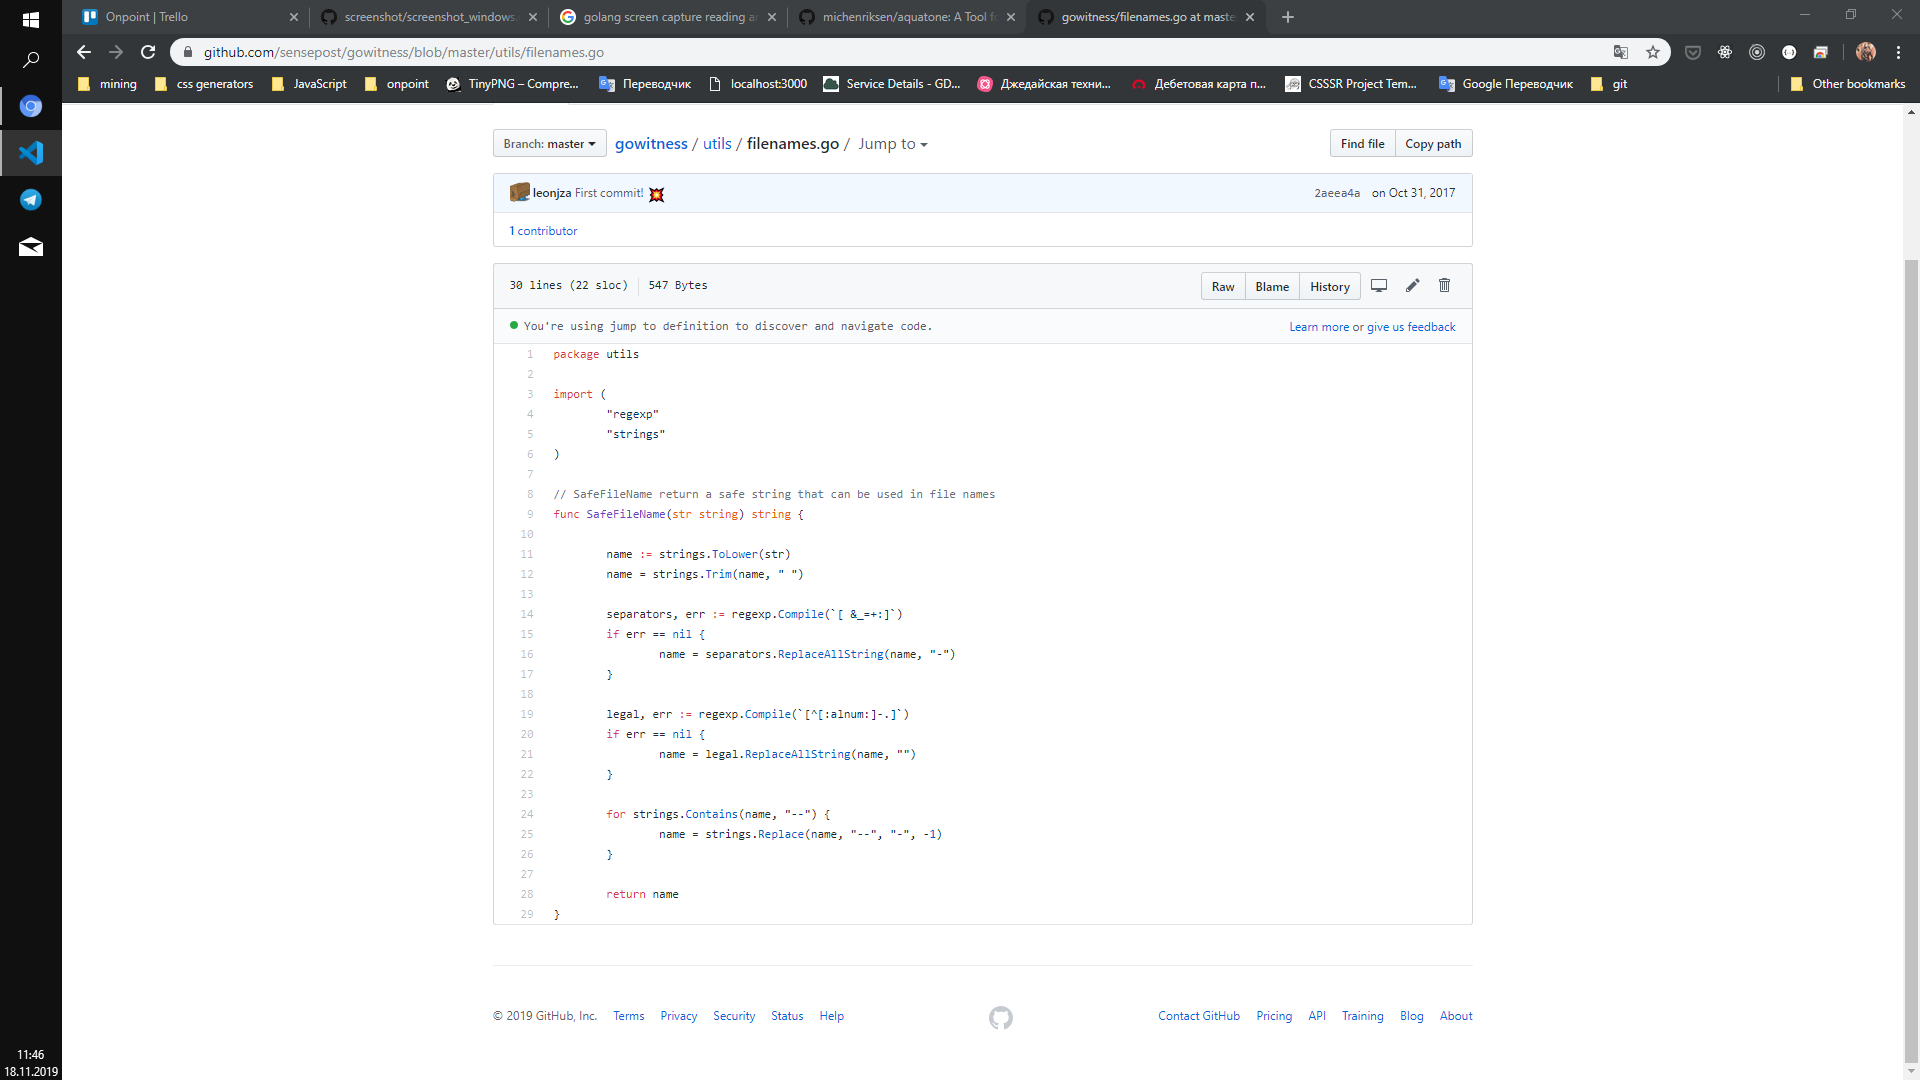 Onpoint | Trello
screenshot/screenshot_windows.
golang screen capture reading a
michenriksen/aquatone: A Tool f
gowitness/filenames.go at maste
github.com/sensepost/gowitness/blob/master/utils/filenames.go
mining
css generators
JavaScript
onpoint
TinyPNG – Compre...
Переводчик
localhost:3000
Service Details - GD...
Джедайская техни...
Дебетовая карта п...
CSSSR Project Tem...
Google Переводчик
git
Other bookmarks
Branch: master
gowitness / utils / filenames.go / Jump to
Find file
Copy path
leonjza First commit!
2aeea4a on Oct 31, 2017
1 contributor
30 lines (22 sloc) 547 Bytes
Raw
Blame
History
You're using jump to definition to discover and navigate code.
Learn more or give us feedback
1 package utils
2
3 import (
4 "regexp"
5 "strings"
6 )
7
8 // SafeFileName return a safe string that can be used in file names
9 func SafeFileName(str string) string {
10
11 name := strings.ToLower(str)
12 name = strings.Trim(name, " ")
13
14 separators, err := regexp.Compile(`[ &_=+:]`)
15 if err == nil {
16 name = separators.ReplaceAllString(name, "-")
17 }
18
19 legal, err := regexp.Compile(`[^[:alnum:]-.]`)
20 if err == nil {
21 name = legal.ReplaceAllString(name, "")
22 }
23
24 for strings.Contains(name, "--") {
25 name = strings.Replace(name, "--", "-", -1)
26 }
27
28 return name
29 }
© 2019 GitHub, Inc.
Terms
Privacy
Security
Status
Help
Contact GitHub
Pricing
API
Training
Blog
About
11:46
18.11.2019